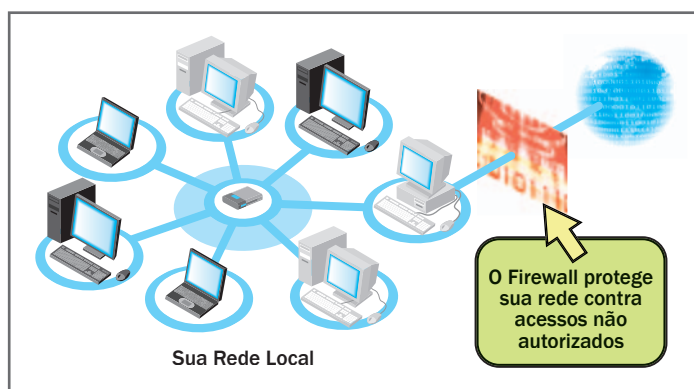 O Firewall protege
sua rede contra
acessos não
autorizados
Sua Rede Local